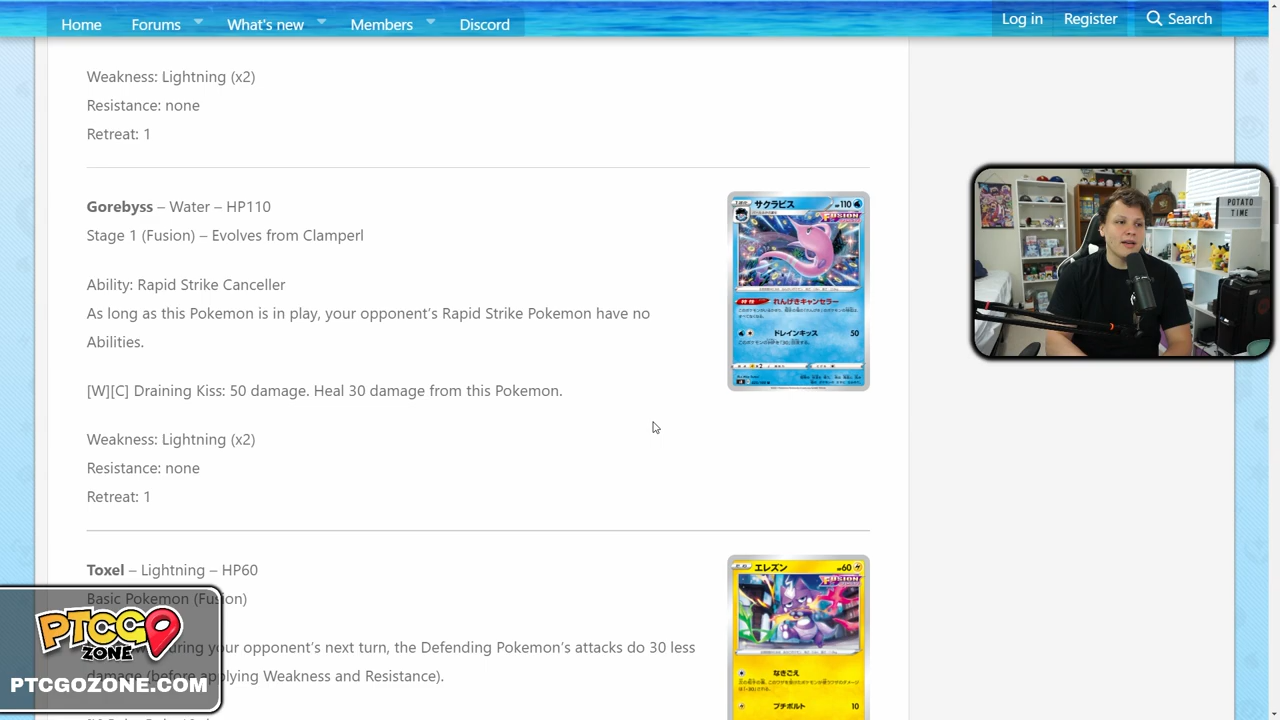 Home Forums What's new Members Discord Log in Register Search
Weakness: Lightning (x2)
Resistance: none
Retreat: 1
Gorebyss – Water – HP110
Stage 1 (Fusion) – Evolves from Clamperl
Ability: Rapid Strike Canceller
As long as this Pokemon is in play, your opponent's Rapid Strike Pokemon have no
Abilities.
[W][C] Draining Kiss: 50 damage. Heal 30 damage from this Pokemon.
Weakness: Lightning (x2)
Resistance: none
Retreat: 1
サクラビス 110
FUSION
れんげきキャンセラー
ドレインキッス 50
POTATO
TIME
Toxel – Lightning – HP60
Basic Pokemon (Fusion)
uring your opponent's next turn, the Defending Pokemon's attacks do 30 less
(before applying Weakness and Resistance).
エレズン 60
FUSION
なきごえ
プチボルト 10
PTCGO
ZONE
PTCGOZONE.COM